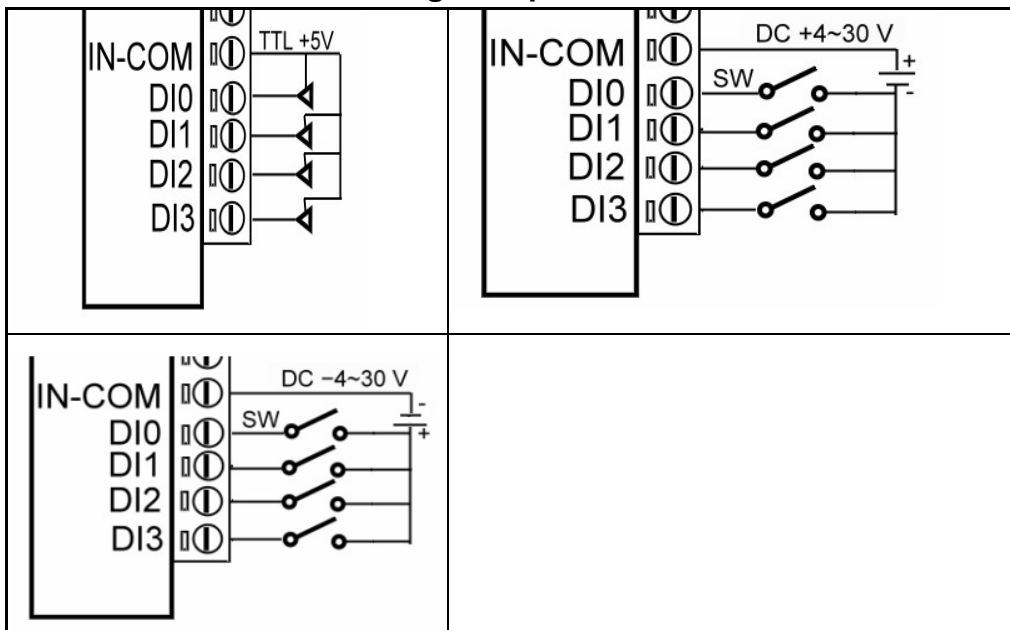 TTL +5V
IN-COM
DI0
DI1
DI2
DI3
DC +4~30 V
IN-COM
+
SW
-
DI0
DI1
DI2
DI3
DC −4~30 V
IN-COM
-
SW
+
DI0
DI1
DI2
DI3